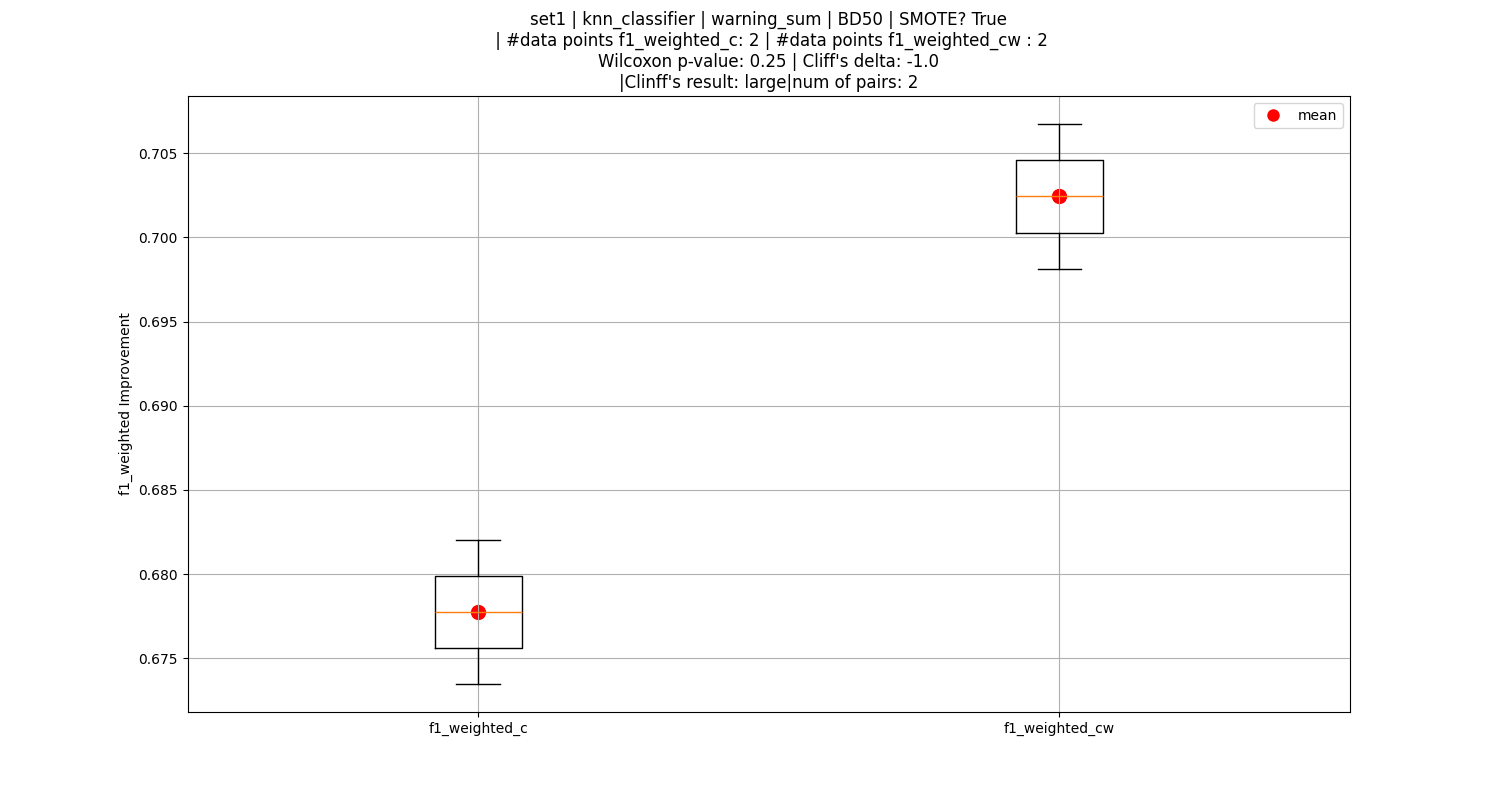 set1 | knn_classifier | warning_sum | BD50 | SMOTE? True
| #data points f1_weighted_c: 2 | #data points f1_weighted_cw : 2
Wilcoxon p-value: 0.25 | Cliff's delta: -1.0
|Clinff's result: large|num of pairs: 2
mean
0.705
0.700
0.695
0.690
0.685
0.680
0.675
f1_weighted Improvement
f1_weighted_c
f1_weighted_cw